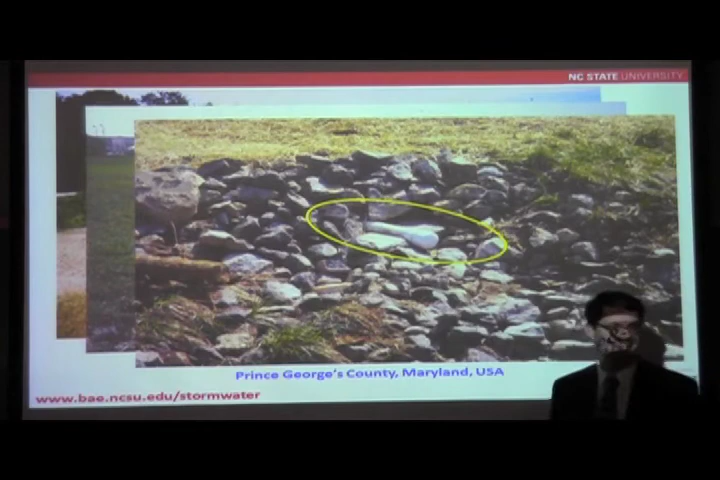 NC STATE UNIVERSITY
Prince George's County, Maryland, USA
www.bae.ncsu.edu/stormwater